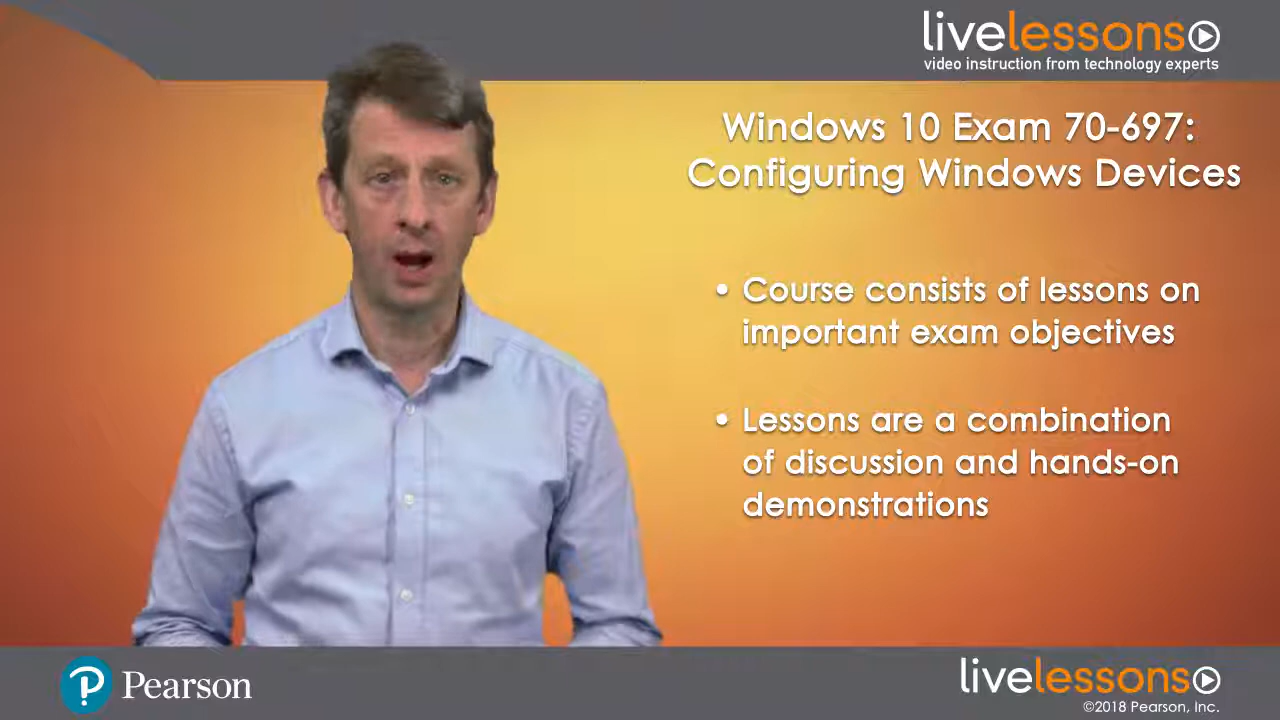 livelessons
video instruction from technology experts
Windows 10 Exam 70-697:
Configuring Windows Devices
• Course consists of lessons on
important exam objectives
• Lessons are a combination
of discussion and hands-on
demonstrations
Pearson
livelessons
©2018 Pearson, Inc.